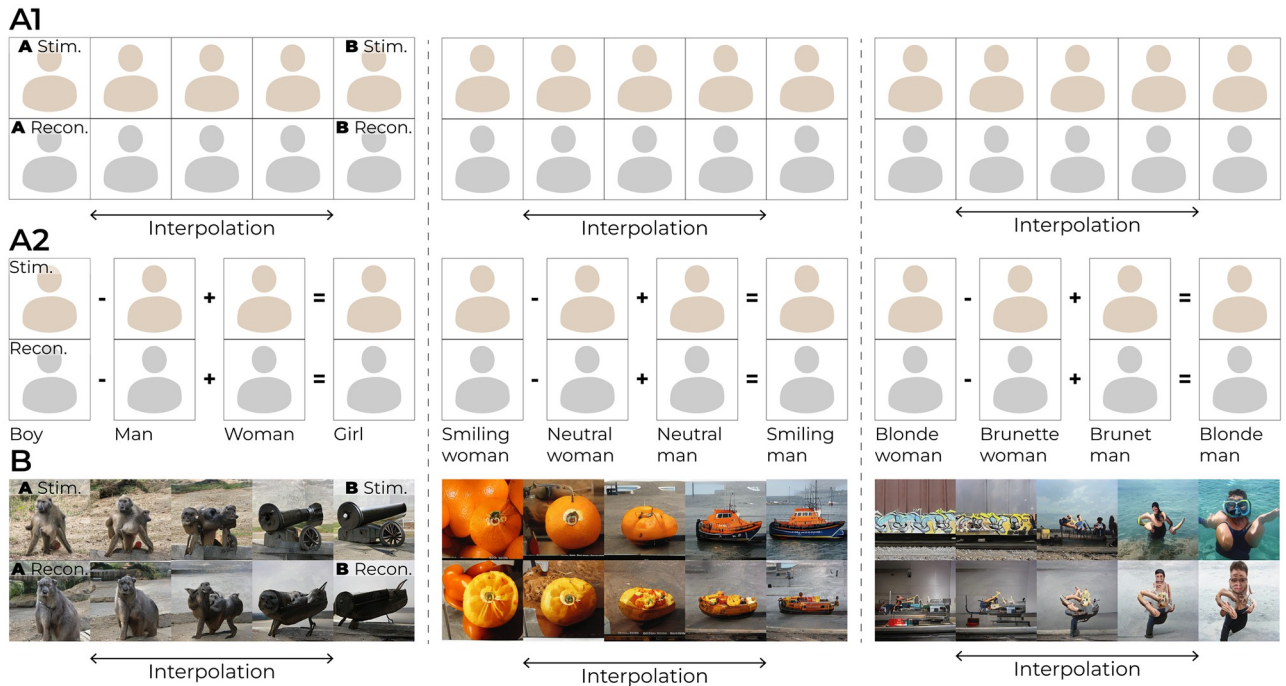 A1
A Stim. B Stim.
A Recon. B Recon.
Interpolation Interpolation Interpolation
A2
Stim.
- + = - + = - + =
Recon.
- + = - + = - + =
Boy Man Woman Girl Smiling woman Neutral woman Neutral man Smiling man Blonde woman Brunette woman Brunet man Blonde man
B
A Stim. B Stim.
A Recon. B Recon.
Interpolation Interpolation Interpolation